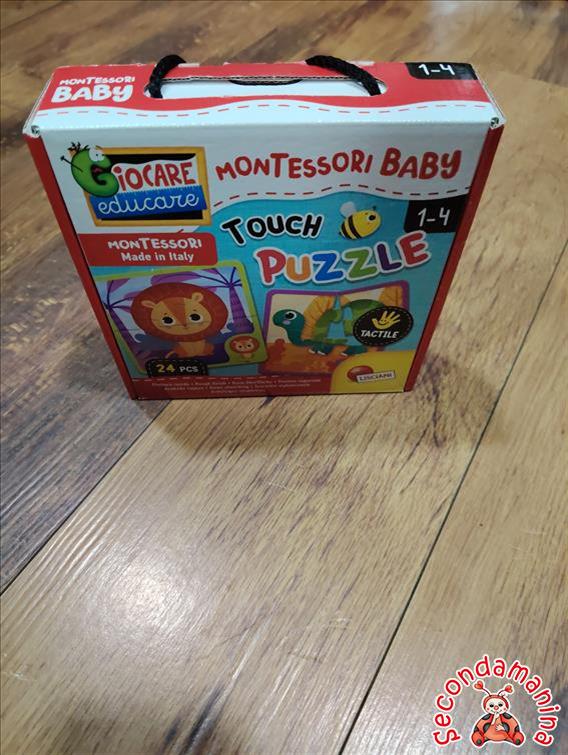 MONTESSORI
BABY
1-4
GIOCARE
educare
MONTESSORI BABY
1-4
MONTESSORI
Made in Italy
TOUCH
PUZZLE
TACTILE
24 PCS
LISCIANI
Secondamanina